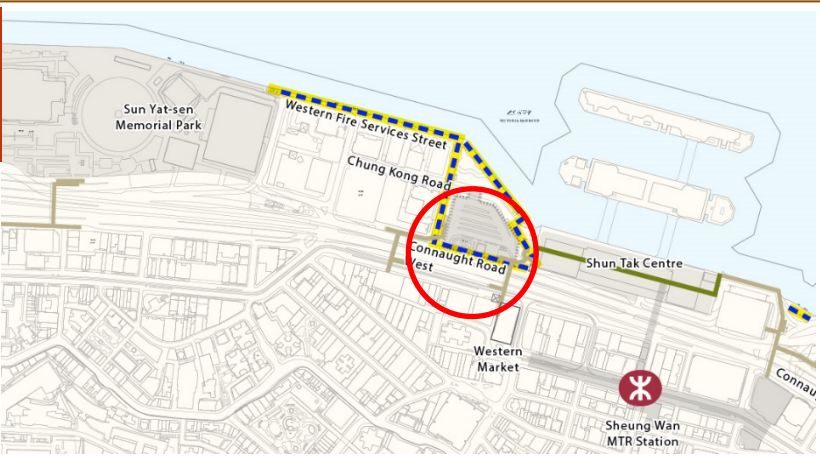 Sun Yat-sen
Memorial Park
Western Fire Services Street
Chung Kong Road
Connaught Road
West
Shun Tak Centre
Western
Market
Sheung Wan
MTR Station